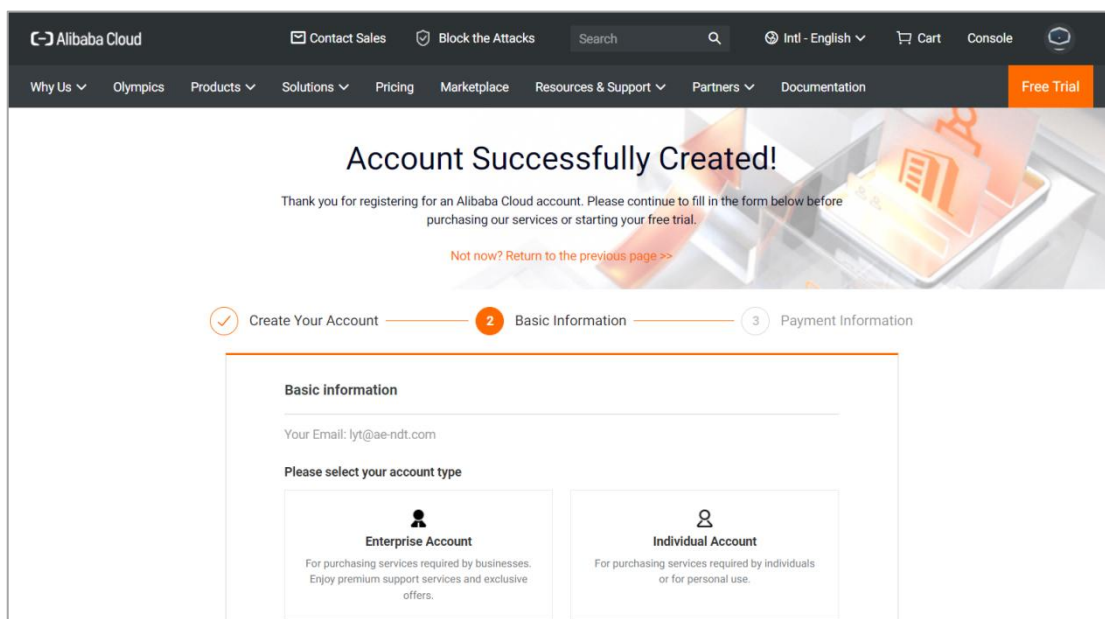 Alibaba Cloud
Contact Sales
Block the Attacks
Search
Intl - English
Cart
Console
Why Us
Olympics
Products
Solutions
Pricing
Marketplace
Resources & Support
Partners
Documentation
Free Trial
Account Successfully Created!
Thank you for registering for an Alibaba Cloud account. Please continue to fill in the form below before
purchasing our services or starting your free trial.
Not now? Return to the previous page >>
Create Your Account
2
Basic Information
3
Payment Information
Basic information
Your Email: lyt@ae-ndt.com
Please select your account type
Enterprise Account
For purchasing services required by businesses.
Enjoy premium support services and exclusive
offers.
Individual Account
For purchasing services required by individuals
or for personal use.